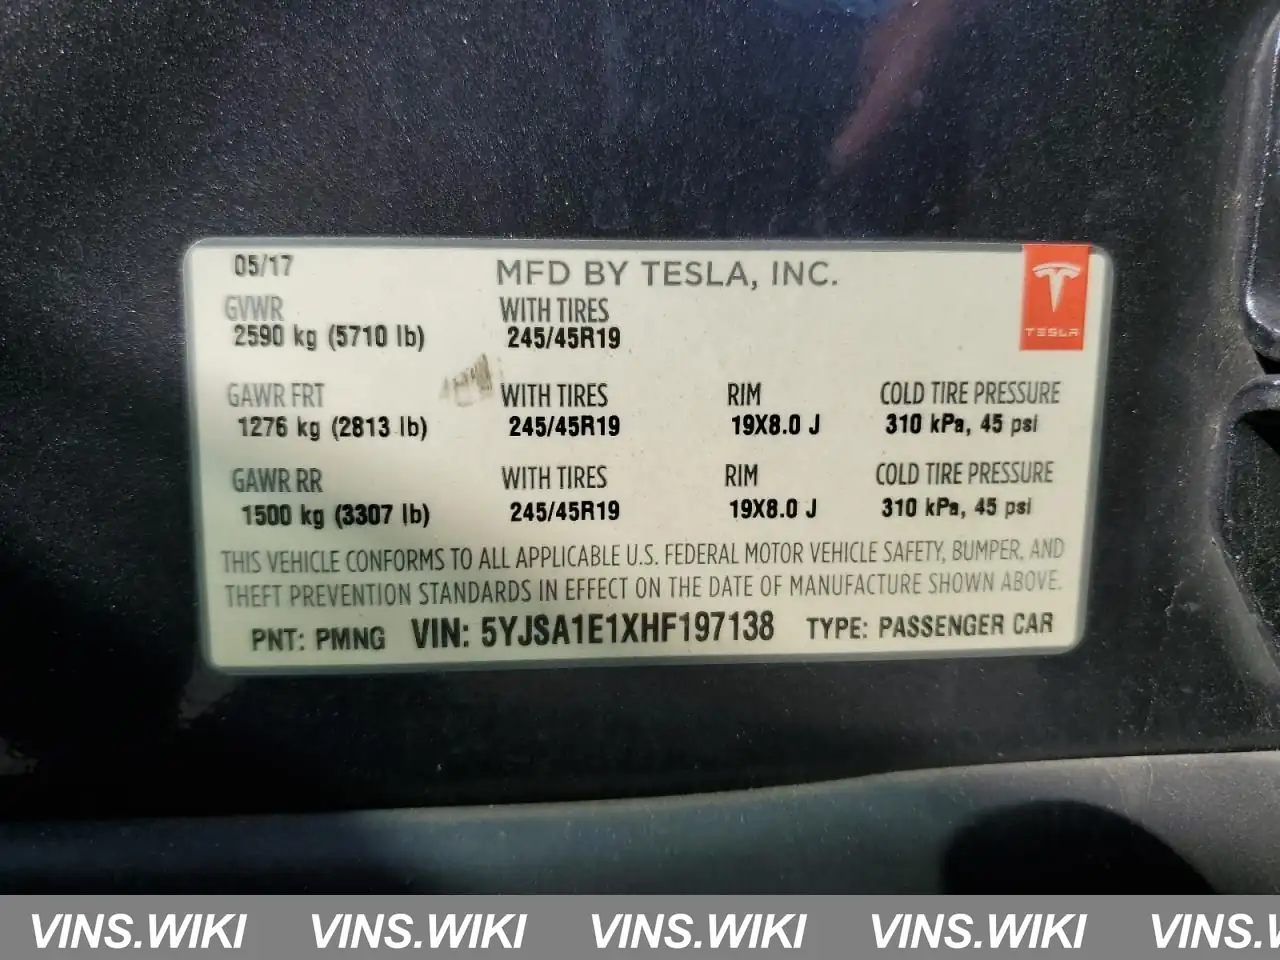 05/17 MFD BY TESLA, INC.
TESLA
GVWR WITH TIRES
2590 kg (5710 lb) 245/45R19
GAWR FRT WITH TIRES RIM COLD TIRE PRESSURE
1276 kg (2813 lb) 245/45R19 19X8.0 J 310 kPa, 45 psi
GAWR RR WITH TIRES RIM COLD TIRE PRESSURE
1500 kg (3307 lb) 245/45R19 19X8.0 J 310 kPa, 45 psi
THIS VEHICLE CONFORMS TO ALL APPLICABLE U.S. FEDERAL MOTOR VEHICLE SAFETY, BUMPER, AND
THEFT PREVENTION STANDARDS IN EFFECT ON THE DATE OF MANUFACTURE SHOWN ABOVE.
PNT: PMNG VIN: 5YJSA1E1XHF197138 TYPE: PASSENGER CAR
VINS.WIKI VINS.WIKI VINS.WIKI VINS.WIKI VINS.W